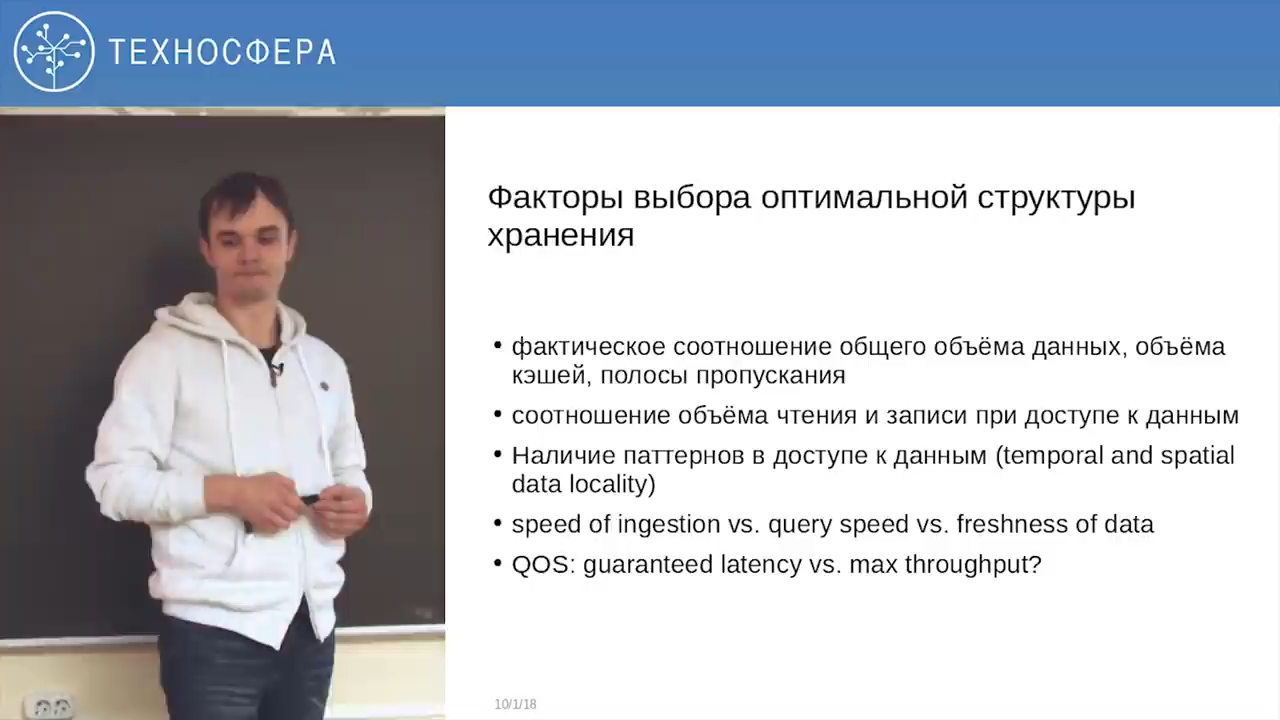 ТЕХНОСФЕРА
Факторы выбора оптимальной структуры
хранения
• фактическое соотношение общего объёма данных, объёма
кэшей, полосы пропускания
• соотношение объёма чтения и записи при доступе к данным
• Наличие паттернов в доступе к данным (temporal and spatial
data locality)
• speed of ingestion vs. query speed vs. freshness of data
• QOS: guaranteed latency vs. max throughput?
10/1/18